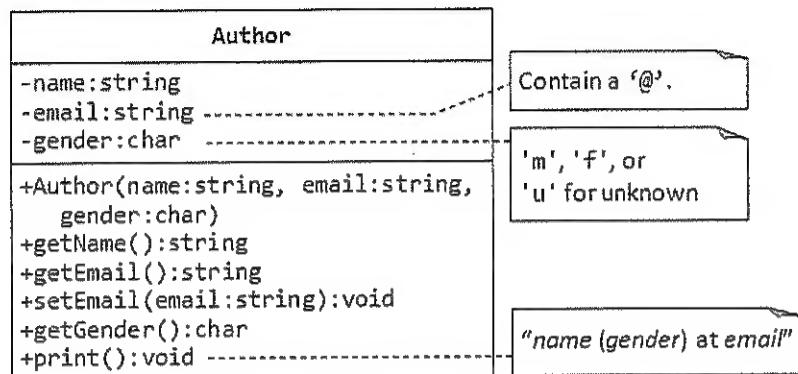 Author
-name:string
-email:string
-gender:char
Contain a ‘@’.
'm', 'f', or
'u' for unknown
+Author(name:string, email:string,
gender:char)
+getName():string
+getEmail():string
+setEmail(email:string):void
+getGender():char
+print():void
“name (gender) at email”